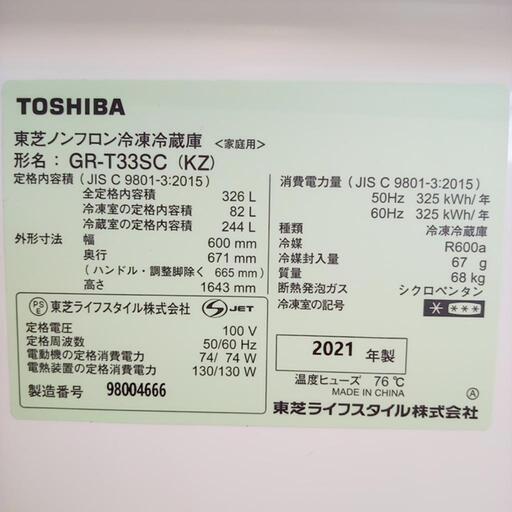 TOSHIBA
東芝ノンフロン冷凍冷蔵庫 <家庭用>
形名：GR-T33SC (KZ)
定格内容積 (JIS C 9801-3:2015)
全定格内容積 326 L
冷凍室の定格内容積 82 L
冷蔵室の定格内容積 244 L
外形寸法 幅 600 mm
奥行 671 mm
(ハンドル・調整脚除く 665 mm)
高さ 1643 mm
消費電力量 (JIS C 9801-3:2015)
50Hz 325 kWh/年
60Hz 325 kWh/年
種類 冷凍冷蔵庫
冷媒 R600a
冷媒封入量 67 g
質量 68 kg
断熱発泡ガス シクロペンタン
冷凍室の記号
PSE 東芝ライフスタイル株式会社 S JET
定格電圧 100 V
定格周波数 50/60 Hz
電動機の定格消費電力 74/ 74 W
電熱装置の定格消費電力 130/130 W
製造番号 98004666
2021 年製
温度ヒューズ 76℃
MADE IN CHINA
東芝ライフスタイル株式会社
A